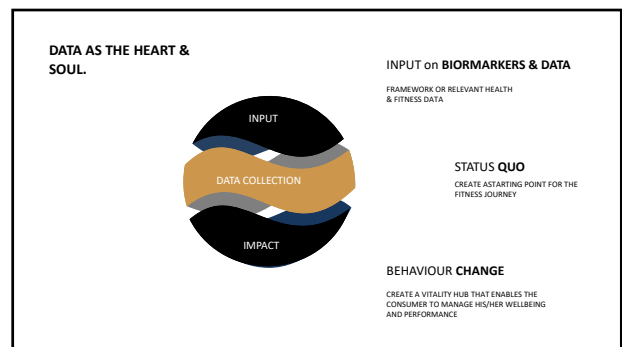 DATA AS THE HEART &
SOUL.
INPUT
DATA COLLECTION
IMPACT
INPUT on BIORMARKERS & DATA
FRAMEWORK OR RELEVANT HEALTH
& FITNESS DATA
STATUS QUO
CREATE ASTARTING POINT FOR THE
FITNESS JOURNEY
BEHAVIOUR CHANGE
CREATE A VITALITY HUB THAT ENABLES THE
CONSUMER TO MANAGE HIS/HER WELLBEING
AND PERFORMANCE